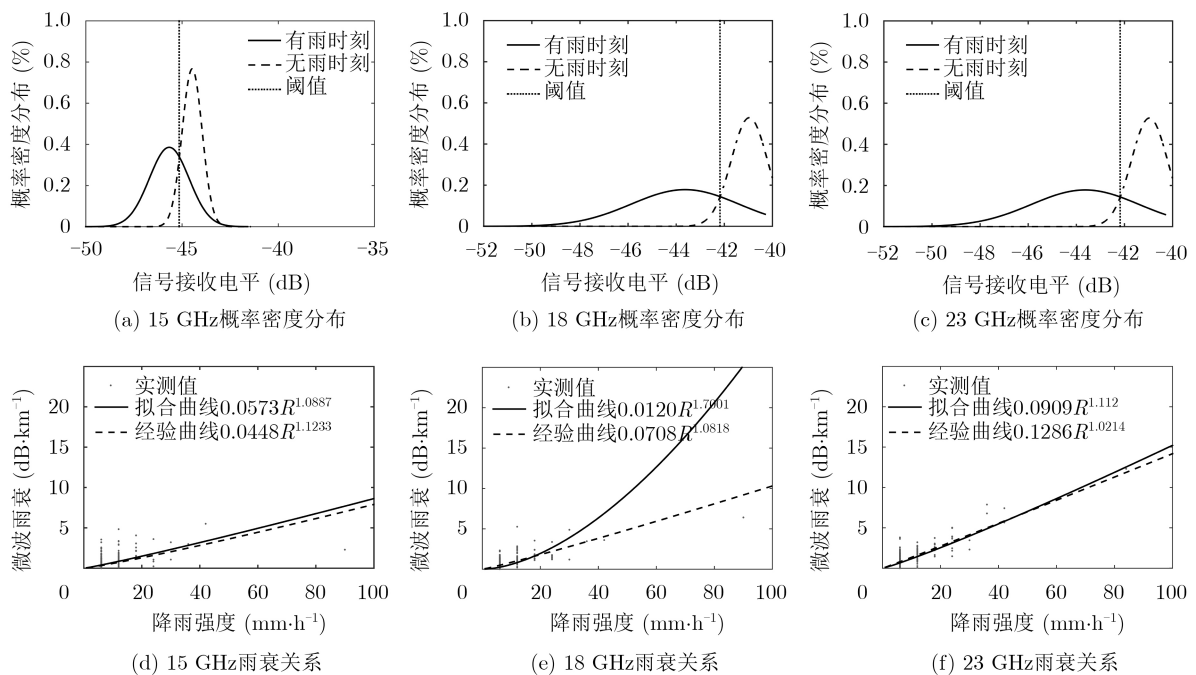 概率密度分布 (%)
1.0
0.8
0.6
0.4
0.2
0
有雨时刻
无雨时刻
阈值
−50 −45 −40 −35
信号接收电平 (dB)
(a) 15 GHz概率密度分布
概率密度分布 (%)
1.0
0.8
0.6
0.4
0.2
0
有雨时刻
无雨时刻
阈值
−52 −50 −48 −46 −44 −42 −40
信号接收电平 (dB)
(b) 18 GHz概率密度分布
概率密度分布 (%)
1.0
0.8
0.6
0.4
0.2
0
有雨时刻
无雨时刻
阈值
−52 −50 −48 −46 −44 −42 −40
信号接收电平 (dB)
(c) 23 GHz概率密度分布
微波雨衰 (dB·km⁻¹)
20
15
10
5
实测值
拟合曲线0.0573R^1.0887
经验曲线0.0448R^1.1233
0 20 40 60 80 100
降雨强度 (mm·h⁻¹)
(d) 15 GHz雨衰关系
微波雨衰 (dB·km⁻¹)
20
15
10
5
实测值
拟合曲线0.0120R^1.7001
经验曲线0.0708R^1.0818
0 20 40 60 80 100
降雨强度 (mm·h⁻¹)
(e) 18 GHz雨衰关系
微波雨衰 (dB·km⁻¹)
20
15
10
5
实测值
拟合曲线0.0909R^1.112
经验曲线0.1286R^1.0214
0 20 40 60 80 100
降雨强度 (mm·h⁻¹)
(f) 23 GHz雨衰关系